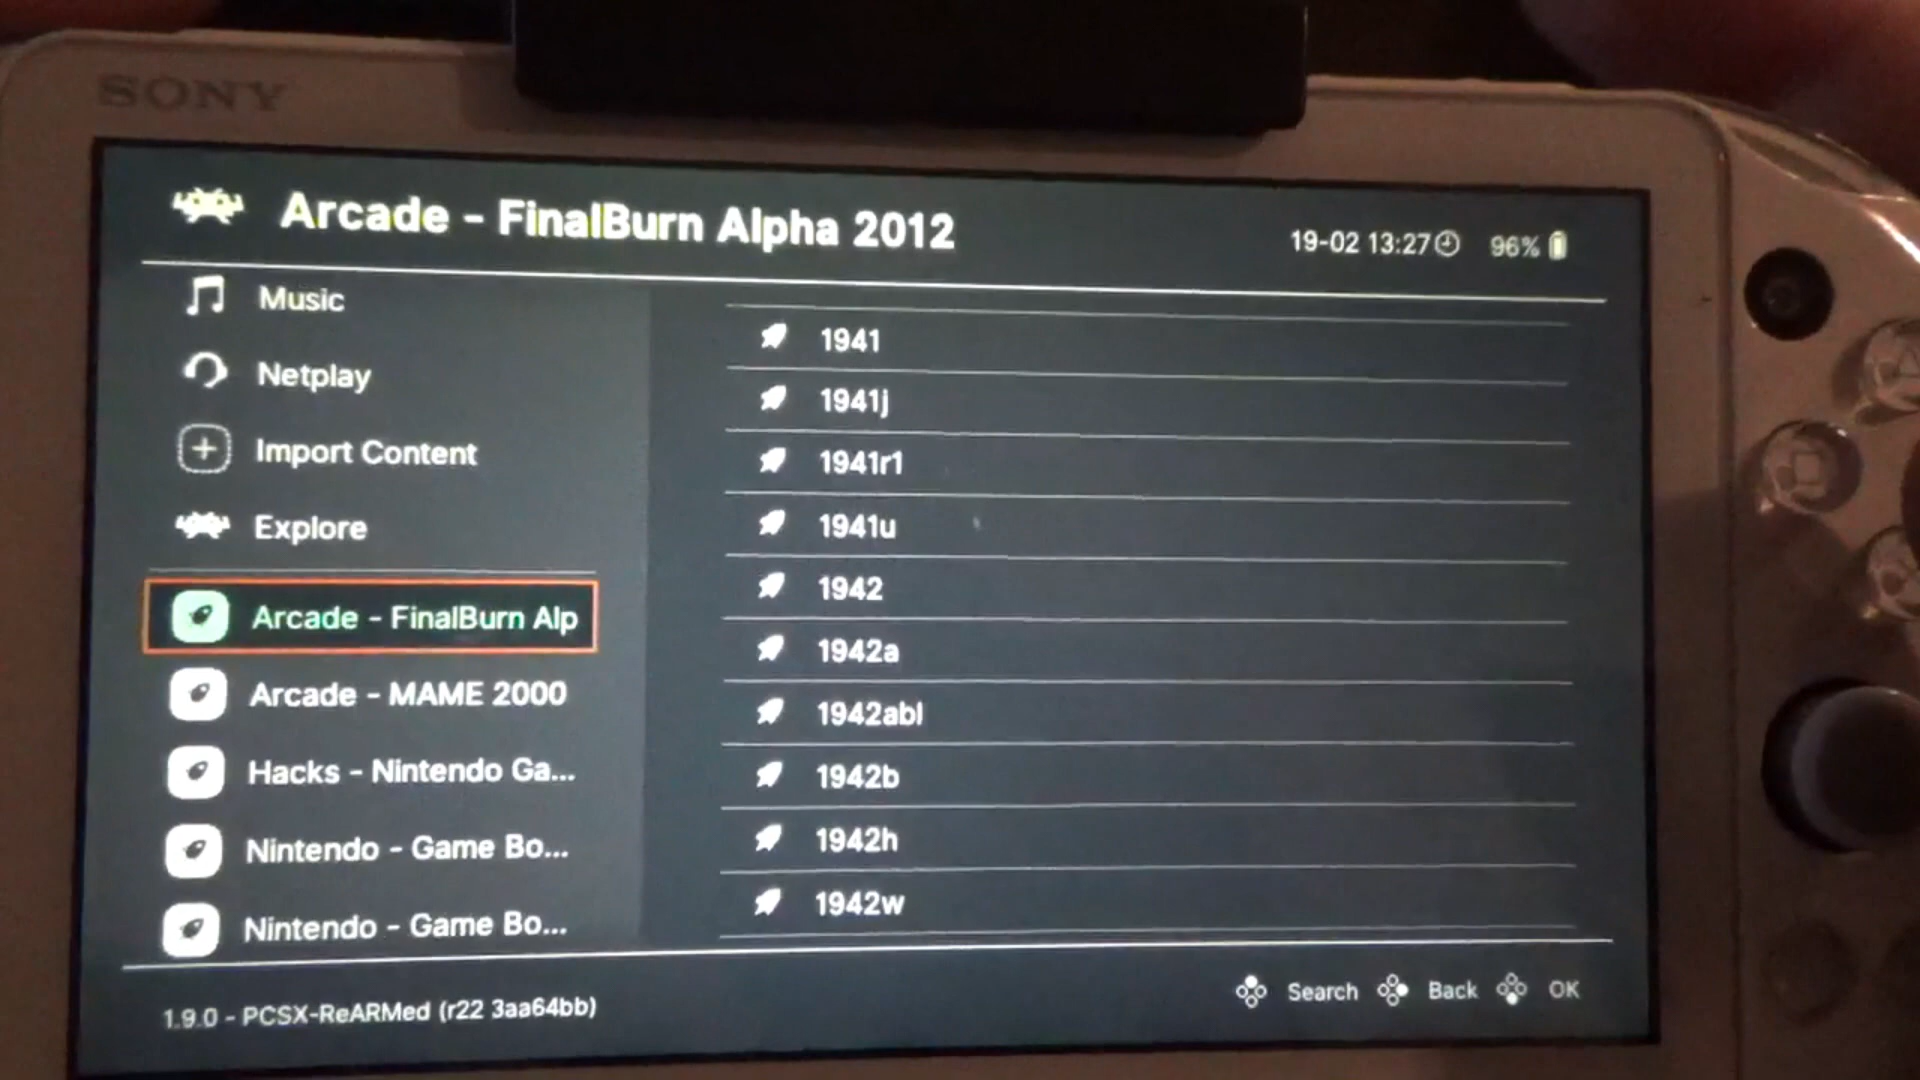 SONY
Arcade - FinalBurn Alpha 2012
19-02 13:27 96%
Music
Netplay
Import Content
Explore
Arcade - FinalBurn Alp
Arcade - MAME 2000
Hacks - Nintendo Ga...
Nintendo - Game Bo...
Nintendo - Game Bo...
1941
1941j
1941r1
1941u
1942
1942a
1942abl
1942b
1942h
1942w
1.9.0 - PCSX-ReARMed (r22 3aa64bb)
Search Back OK